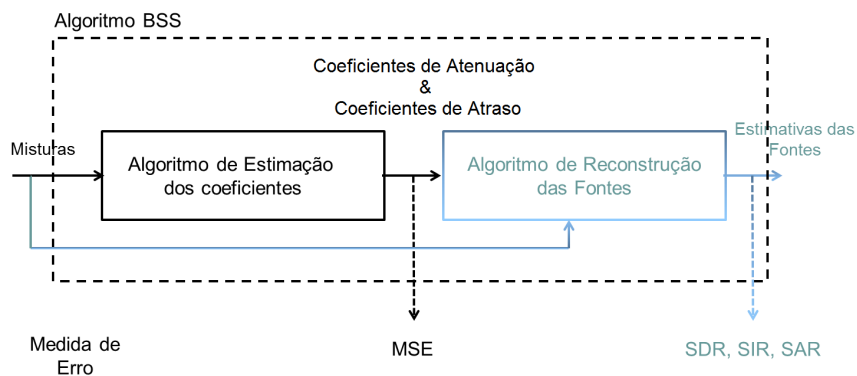 Algoritmo BSS
Coeficientes de Atenuação
&
Coeficientes de Atraso
Misturas
Algoritmo de Estimação
dos coeficientes
Algoritmo de Reconstrução
das Fontes
Estimativas das
Fontes
Medida de
Erro
MSE
SDR, SIR, SAR